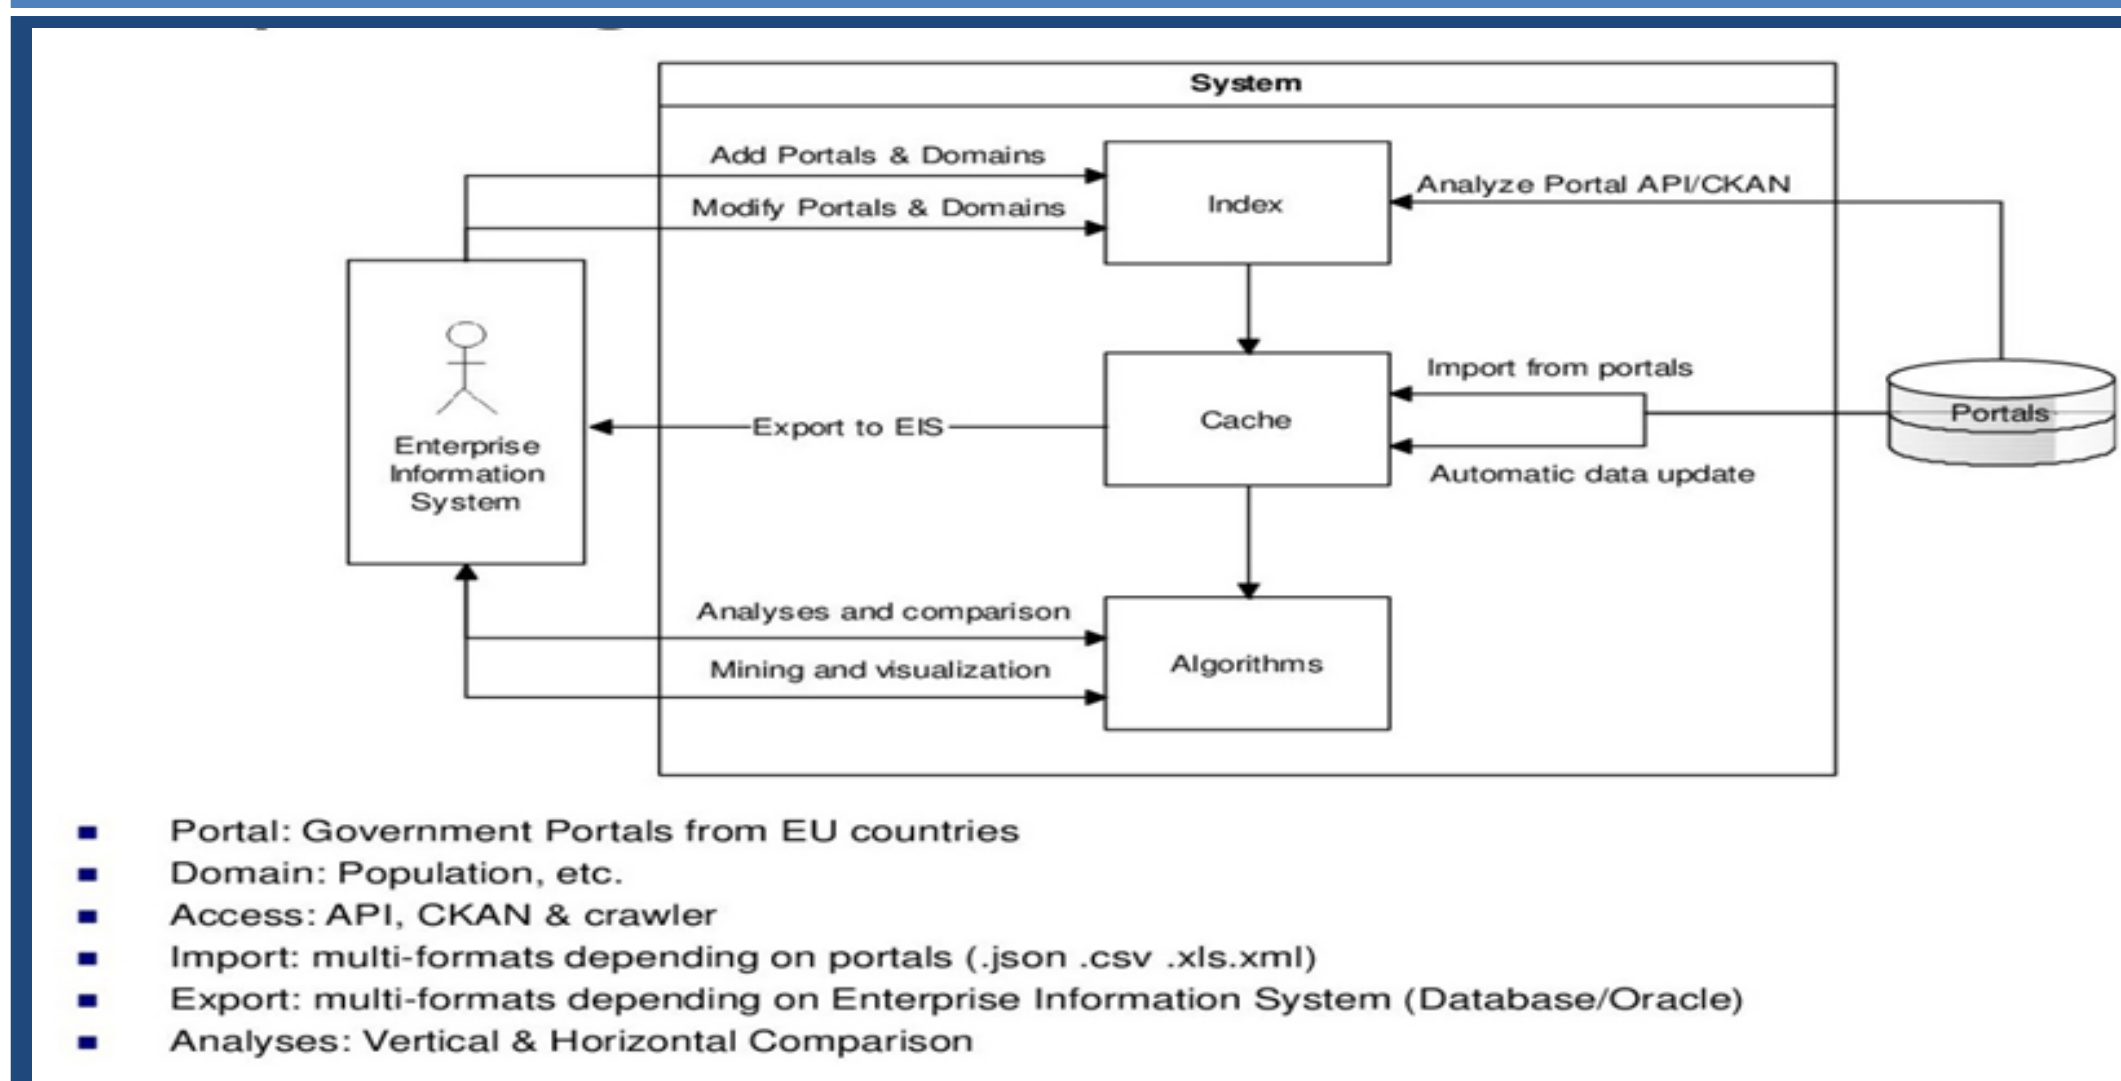 System
Add Portals & Domains
Modify Portals & Domains
Index
Analyze Portal API/CKAN
Enterprise
Information
System
Export to EIS
Cache
Import from portals
Automatic data update
Portals
Analyses and comparison
Mining and visualization
Algorithms
Portal: Government Portals from EU countries
Domain: Population, etc.
Access: API, CKAN & crawler
Import: multi-formats depending on portals (.json .csv .xls.xml)
Export: multi-formats depending on Enterprise Information System (Database/Oracle)
Analyses: Vertical & Horizontal Comparison